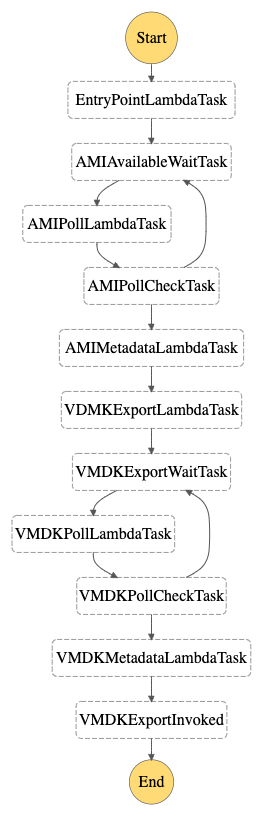 Start
EntryPointLambdaTask
AMIAvailableWaitTask
AMIPollLambdaTask
AMIPollCheckTask
AMIMetadataLambdaTask
VDMKExportLambdaTask
VMDKExportWaitTask
VMDKPollLambdaTask
VMDKPollCheckTask
VMDKMetadataLambdaTask
VMDKExportInvoked
End